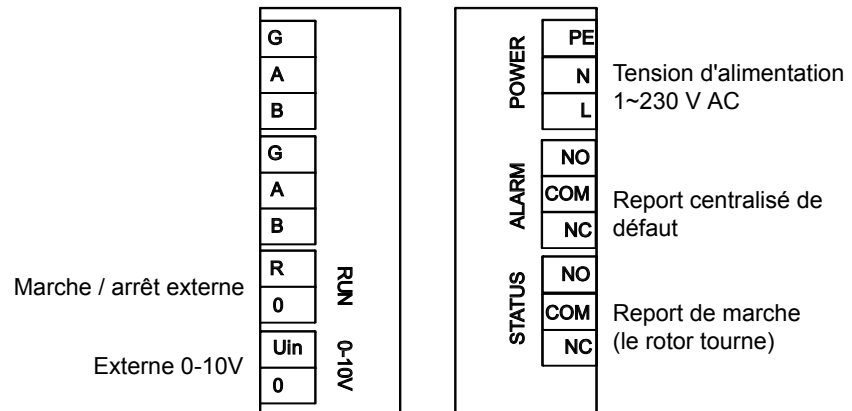 G
A
B
G
A
B
Marche / arrêt externe
R
0
RUN
Externe 0-10V
Uin
0
0-10V
POWER
PE
N
L
Tension d'alimentation
1~230 V AC
ALARM
NO
COM
NC
Report centralisé de
défaut
STATUS
NO
COM
NC
Report de marche
(le rotor tourne)